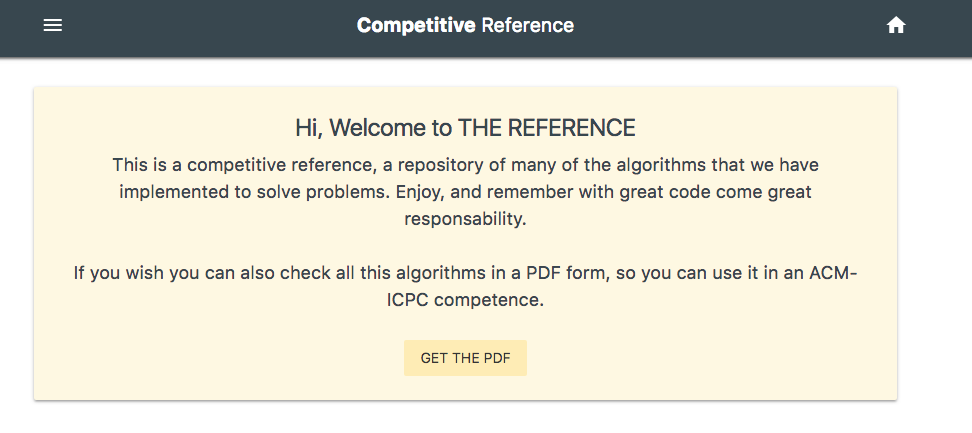 Competitive Reference
Hi, Welcome to THE REFERENCE
This is a competitive reference, a repository of many of the algorithms that we have
implemented to solve problems. Enjoy, and remember with great code come great
responsability.
If you wish you can also check all this algorithms in a PDF form, so you can use it in an ACM-
ICPC competence.
GET THE PDF